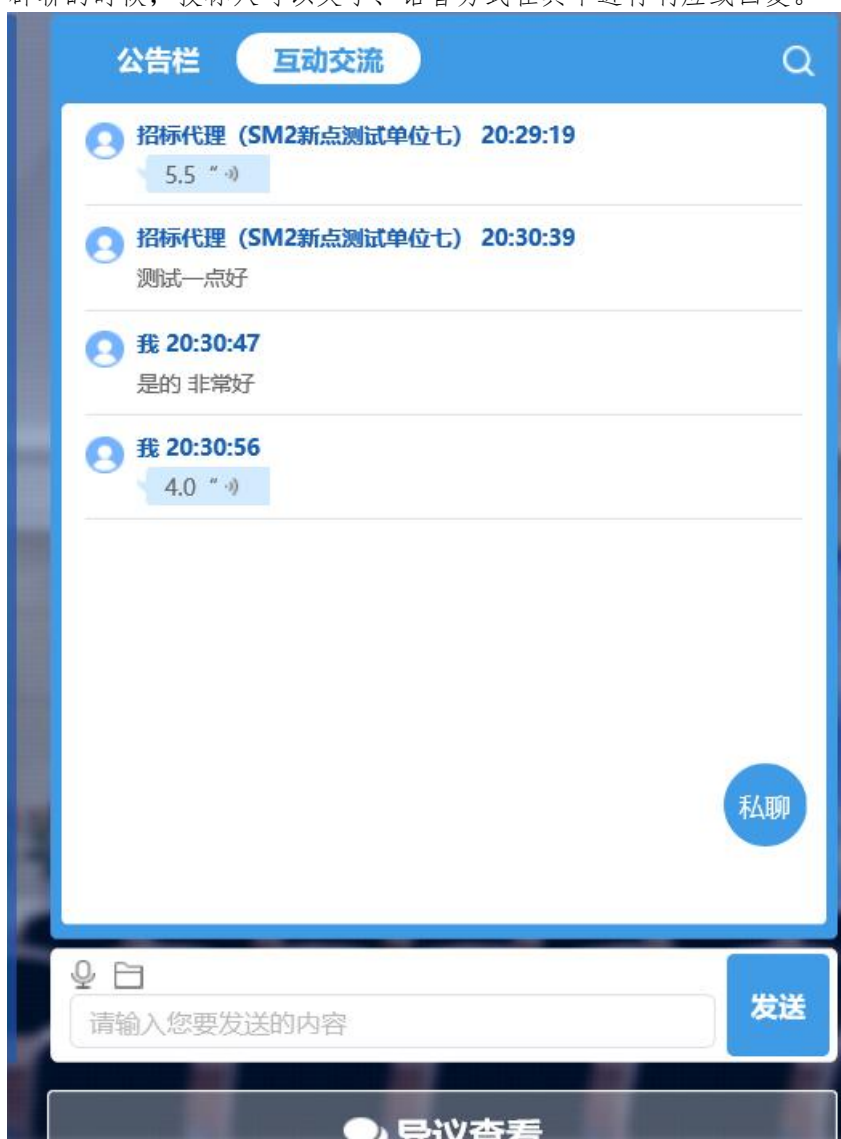 公告栏 互动交流
招标代理（SM2新点测试单位七） 20:29:19
5.5 "
招标代理（SM2新点测试单位七） 20:30:39
测试一点好
我 20:30:47
是的 非常好
我 20:30:56
4.0 "
私聊
请输入您要发送的内容
发送
异议查看